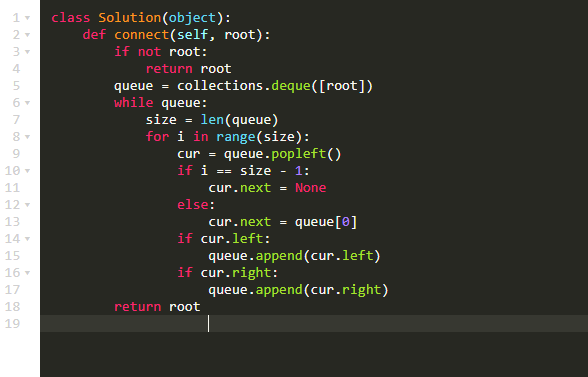 1 class Solution(object):
2     def connect(self, root):
3         if not root:
4             return root
5         queue = collections.deque([root])
6         while queue:
7             size = len(queue)
8             for i in range(size):
9                 cur = queue.popleft()
10                 if i == size - 1:
11                     cur.next = None
12                 else:
13                     cur.next = queue[0]
14                 if cur.left:
15                     queue.append(cur.left)
16                 if cur.right:
17                     queue.append(cur.right)
18         return root
19